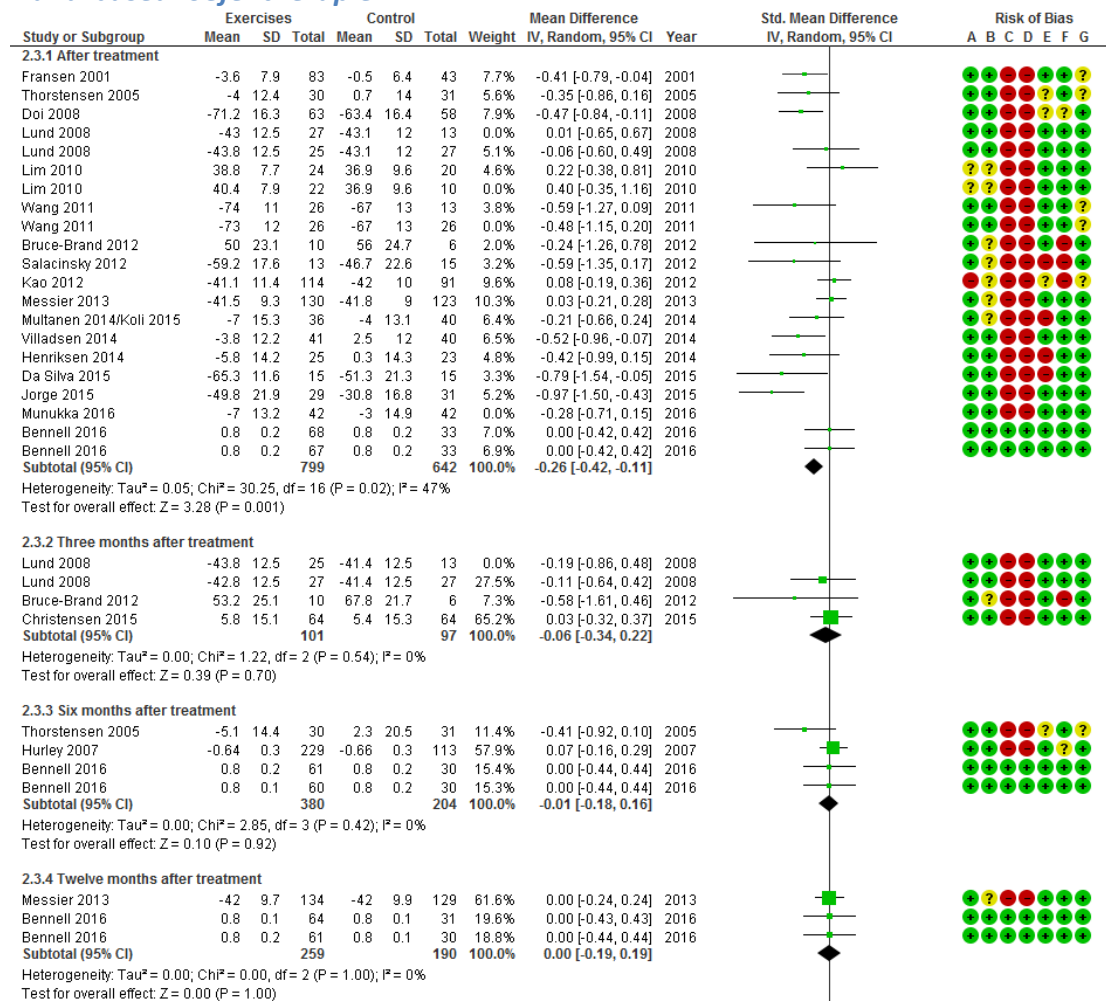 Exercises Control Mean Difference Std. Mean Difference Risk of Bias
Study or Subgroup Mean SD Total Mean SD Total Weight IV, Random, 95% CI Year IV, Random, 95% CI A B C D E F G
2.3.1 After treatment
Fransen 2001 -3.6 7.9 83 -0.5 6.4 43 7.7% -0.41 [-0.79, -0.04] 2001 + + - - + + ?
Thorstensen 2005 -4 12.4 30 0.7 14 31 5.6% -0.35 [-0.86, 0.16] 2005 + + - - ? + ?
Doi 2008 -71.2 16.3 63 -63.4 16.4 58 7.9% -0.47 [-0.84, -0.11] 2008 + + - - ? ? +
Lund 2008 -43 12.5 27 -43.1 12 13 0.0% 0.01 [-0.65, 0.67] 2008 + + - - + + +
Lund 2008 -43.8 12.5 25 -43.1 12 27 5.1% -0.06 [-0.60, 0.49] 2008 + + - - + + +
Lim 2010 38.8 7.7 24 36.9 9.6 20 4.6% 0.22 [-0.38, 0.81] 2010 ? ? - - + + +
Lim 2010 40.4 7.9 22 36.9 9.6 10 0.0% 0.40 [-0.35, 1.16] 2010 ? ? - - + + +
Wang 2011 -74 11 26 -67 13 13 3.8% -0.59 [-1.27, 0.09] 2011 + + - - + + ?
Wang 2011 -73 12 26 -67 13 26 0.0% -0.48 [-1.15, 0.20] 2011 + + - - + + ?
Bruce-Brand 2012 50 23.1 10 56 24.7 6 2.0% -0.24 [-1.26, 0.78] 2012 + ? - - + - +
Salacinsky 2012 -59.2 17.6 13 -46.7 22.6 15 3.2% -0.59 [-1.35, 0.17] 2012 + ? - - - - +
Kao 2012 -41.1 11.4 114 -42 10 91 9.9% 0.08 [-0.19, 0.36] 2012 - ? - - ? - ?
Messier 2013 -41.5 9.3 130 -41.8 9 123 10.3% 0.03 [-0.21, 0.28] 2013 + ? - - + + +
Multanen 2014/Koli 2015 -7 15.3 36 -4 13.1 40 6.4% -0.21 [-0.66, 0.24] 2014 + ? - - - + +
Villadsen 2014 -3.8 12.2 41 2.5 12 40 6.5% -0.52 [-0.96, -0.07] 2014 + + - - + + +
Henriksen 2014 -5.8 14.2 25 0.3 14.3 23 4.8% -0.42 [-0.99, 0.15] 2014 + + - - - + +
Da Silva 2015 -65.3 11.6 15 -51.3 21.3 15 3.3% -0.79 [-1.54, -0.05] 2015 + + - - - + +
Jorge 2015 -49.8 21.9 29 -30.8 16.8 31 5.2% -0.97 [-1.50, -0.43] 2015 + + - - + + +
Munukka 2016 -7 13.2 42 -3 14.9 42 0.0% -0.28 [-0.71, 0.15] 2016 + + - - + + +
Bennell 2016 0.8 0.2 68 0.8 0.2 33 7.0% 0.00 [-0.42, 0.42] 2016 + + + + + + +
Bennell 2016 0.8 0.2 67 0.8 0.2 33 6.9% 0.00 [-0.42, 0.42] 2016 + + + + + + +
Subtotal (95% CI) 799 642 100.0% -0.26 [-0.42, -0.11]
Heterogeneity: Tau² = 0.05; Chi² = 30.25, df = 16 (P = 0.02); I² = 47%
Test for overall effect: Z = 3.28 (P = 0.001)
2.3.2 Three months after treatment
Lund 2008 -43.8 12.5 25 -41.4 12.5 13 0.0% -0.19 [-0.86, 0.48] 2008 + + - - + + +
Lund 2008 -42.8 12.5 27 -41.4 12.5 27 27.5% -0.11 [-0.64, 0.42] 2008 + + - - + + +
Bruce-Brand 2012 53.2 25.1 10 67.8 21.7 6 7.3% -0.58 [-1.61, 0.46] 2012 + ? - - + - +
Christensen 2015 5.8 15.1 64 5.4 15.3 64 65.2% 0.03 [-0.32, 0.37] 2015 + + - - + + +
Subtotal (95% CI) 101 97 100.0% -0.06 [-0.34, 0.22]
Heterogeneity: Tau² = 0.00; Chi² = 1.22, df = 2 (P = 0.54); I² = 0%
Test for overall effect: Z = 0.39 (P = 0.70)
2.3.3 Six months after treatment
Thorstensen 2005 -5.1 14.4 30 2.3 20.5 31 11.4% -0.41 [-0.92, 0.10] 2005 + + - - ? + ?
Hurley 2007 -0.64 0.3 229 -0.66 0.3 113 57.9% 0.07 [-0.16, 0.29] 2007 + + - - + ? +
Bennell 2016 0.8 0.2 61 0.8 0.2 30 15.4% 0.00 [-0.44, 0.44] 2016 + + + + + + +
Bennell 2016 0.8 0.1 60 0.8 0.2 30 15.3% 0.00 [-0.44, 0.44] 2016 + + + + + + +
Subtotal (95% CI) 380 204 100.0% -0.01 [-0.18, 0.16]
Heterogeneity: Tau² = 0.00; Chi² = 2.85, df = 3 (P = 0.42); I² = 0%
Test for overall effect: Z = 0.10 (P = 0.92)
2.3.4 Twelve months after treatment
Messier 2013 -42 9.7 134 -42 9.9 129 61.6% 0.00 [-0.24, 0.24] 2013 + ? - - + + +
Bennell 2016 0.8 0.1 64 0.8 0.1 31 19.6% 0.00 [-0.43, 0.43] 2016 + + + + + + +
Bennell 2016 0.8 0.2 61 0.8 0.1 30 18.8% 0.00 [-0.44, 0.44] 2016 + + + + + + +
Subtotal (95% CI) 259 190 100.0% 0.00 [-0.19, 0.19]
Heterogeneity: Tau² = 0.00; Chi² = 0.00, df = 2 (P = 1.00); I² = 0%
Test for overall effect: Z = 0.00 (P = 1.00)